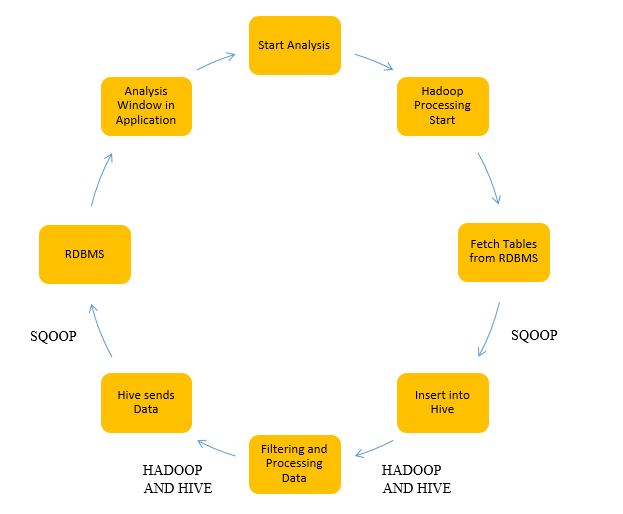 Start Analysis
Hadoop
Processing
Start
Fetch Tables
from RDBMS
SQOOP
Insert into
Hive
HADOOP
AND HIVE
Filtering and
Processing
Data
HADOOP
AND HIVE
Hive sends
Data
SQOOP
RDBMS
Analysis
Window in
Application